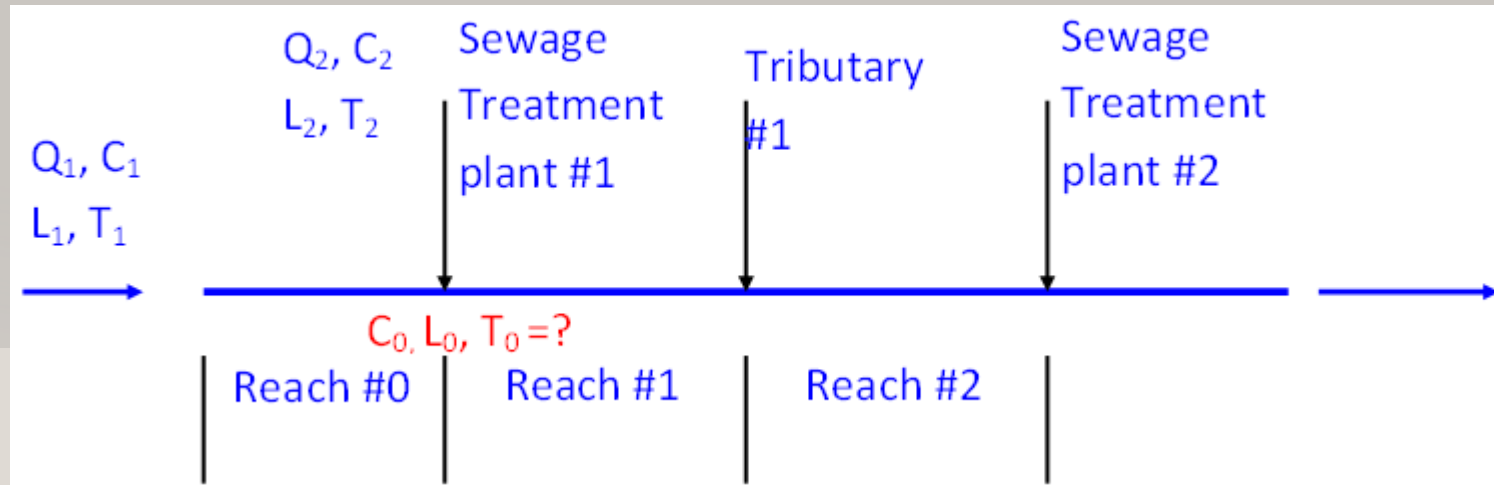 Q₁, C₁
L₁, T₁
Q₂, C₂
L₂, T₂
Sewage
Treatment
plant #1
Tributary
#1
Sewage
Treatment
plant #2
C₀, L₀, T₀ =?
Reach #0
Reach #1
Reach #2